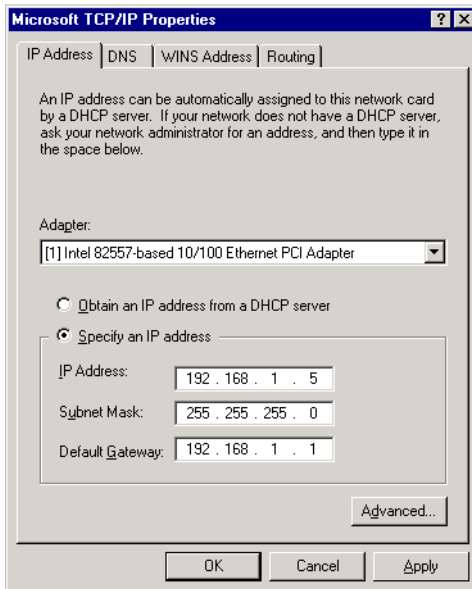 Microsoft TCP/IP Properties
IP Address DNS WINS Address Routing
An IP address can be automatically assigned to this network card
by a DHCP server. If your network does not have a DHCP server,
ask your network administrator for an address, and then type it in
the space below.
Adapter:
[1] Intel 82557-based 10/100 Ethernet PCI Adapter
Obtain an IP address from a DHCP server
Specify an IP address
IP Address: 192 . 168 . 1 . 5
Subnet Mask: 255 . 255 . 255 . 0
Default Gateway: 192 . 168 . 1 . 1
Advanced...
OK Cancel Apply